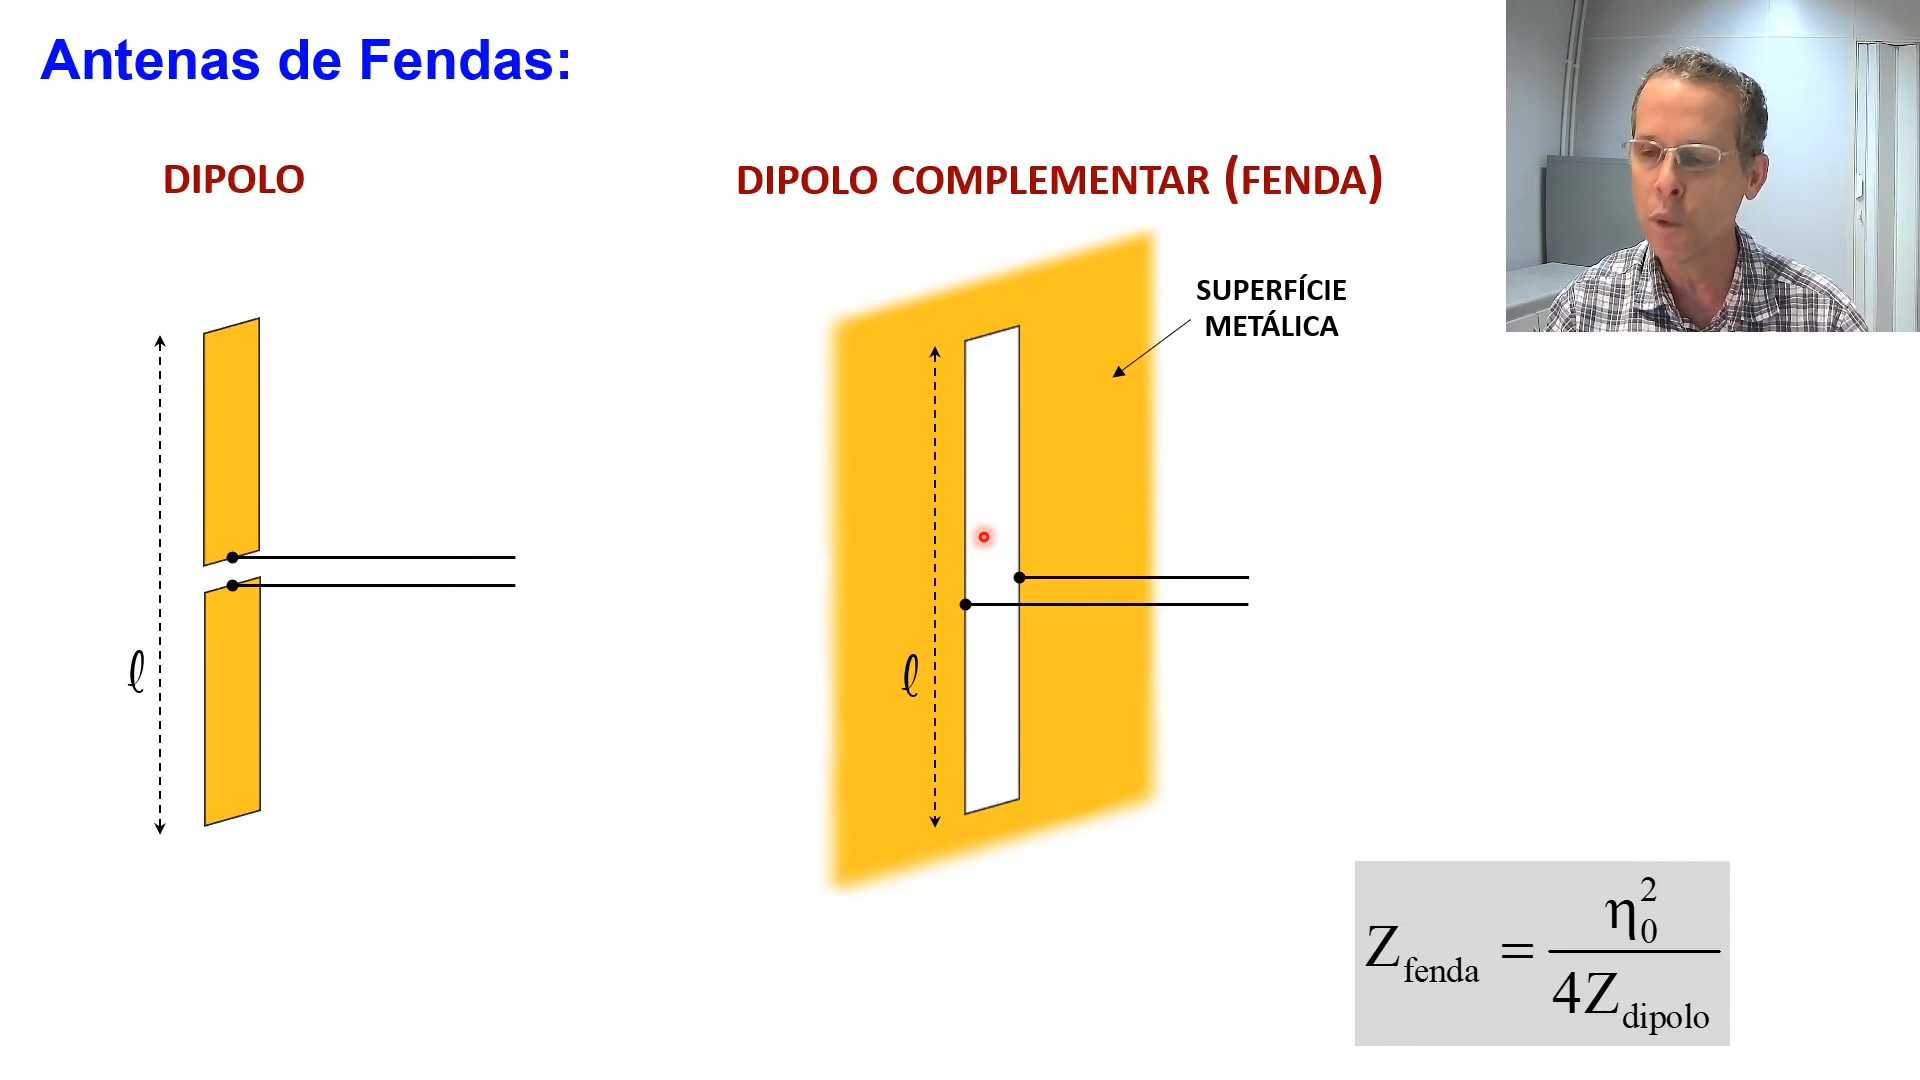 Antenas de Fendas:
DIPOLO
DIPOLO COMPLEMENTAR (FENDA)
SUPERFÍCIE
METÁLICA
ℓ
ℓ
Z_fenda = η_0^2 / 4Z_dipolo